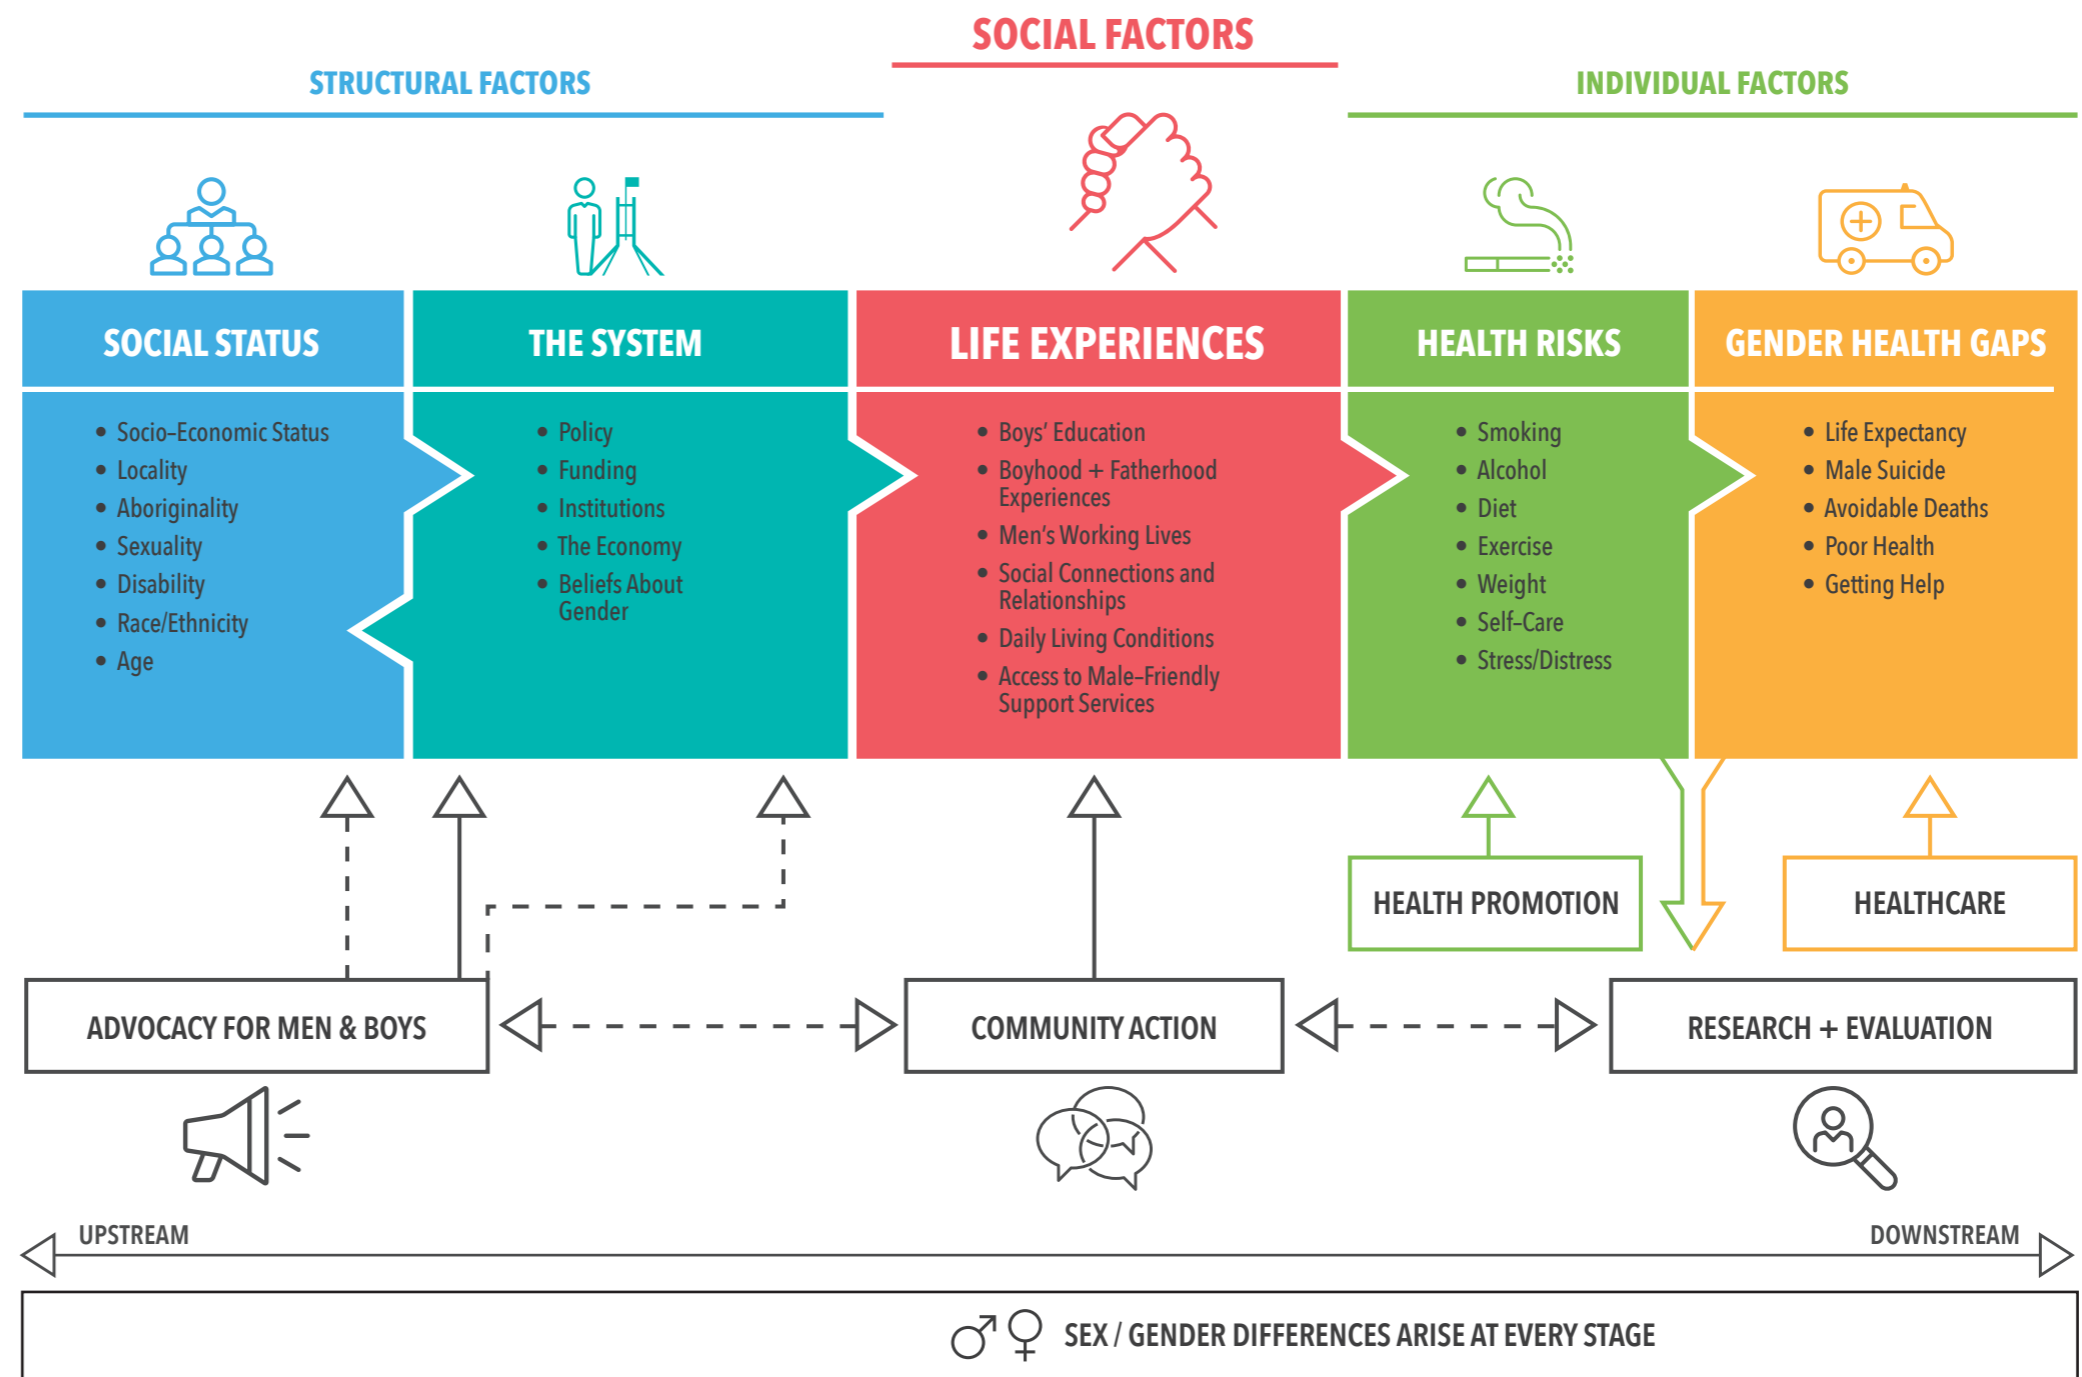 SOCIAL FACTORS
STRUCTURAL FACTORS
INDIVIDUAL FACTORS
SOCIAL STATUS
• Socio-Economic Status
• Locality
• Aboriginality
• Sexuality
• Disability
• Race/Ethnicity
• Age
THE SYSTEM
• Policy
• Funding
• Institutions
• The Economy
• Beliefs About
Gender
LIFE EXPERIENCES
• Boys' Education
• Boyhood + Fatherhood
Experiences
• Men's Working Lives
• Social Connections and
Relationships
• Daily Living Conditions
• Access to Male-Friendly
Support Services
HEALTH RISKS
• Smoking
• Alcohol
• Diet
• Exercise
• Weight
• Self-Care
• Stress/Distress
GENDER HEALTH GAPS
• Life Expectancy
• Male Suicide
• Avoidable Deaths
• Poor Health
• Getting Help
HEALTH PROMOTION
HEALTHCARE
ADVOCACY FOR MEN & BOYS
COMMUNITY ACTION
RESEARCH + EVALUATION
UPSTREAM
DOWNSTREAM
SEX / GENDER DIFFERENCES ARISE AT EVERY STAGE